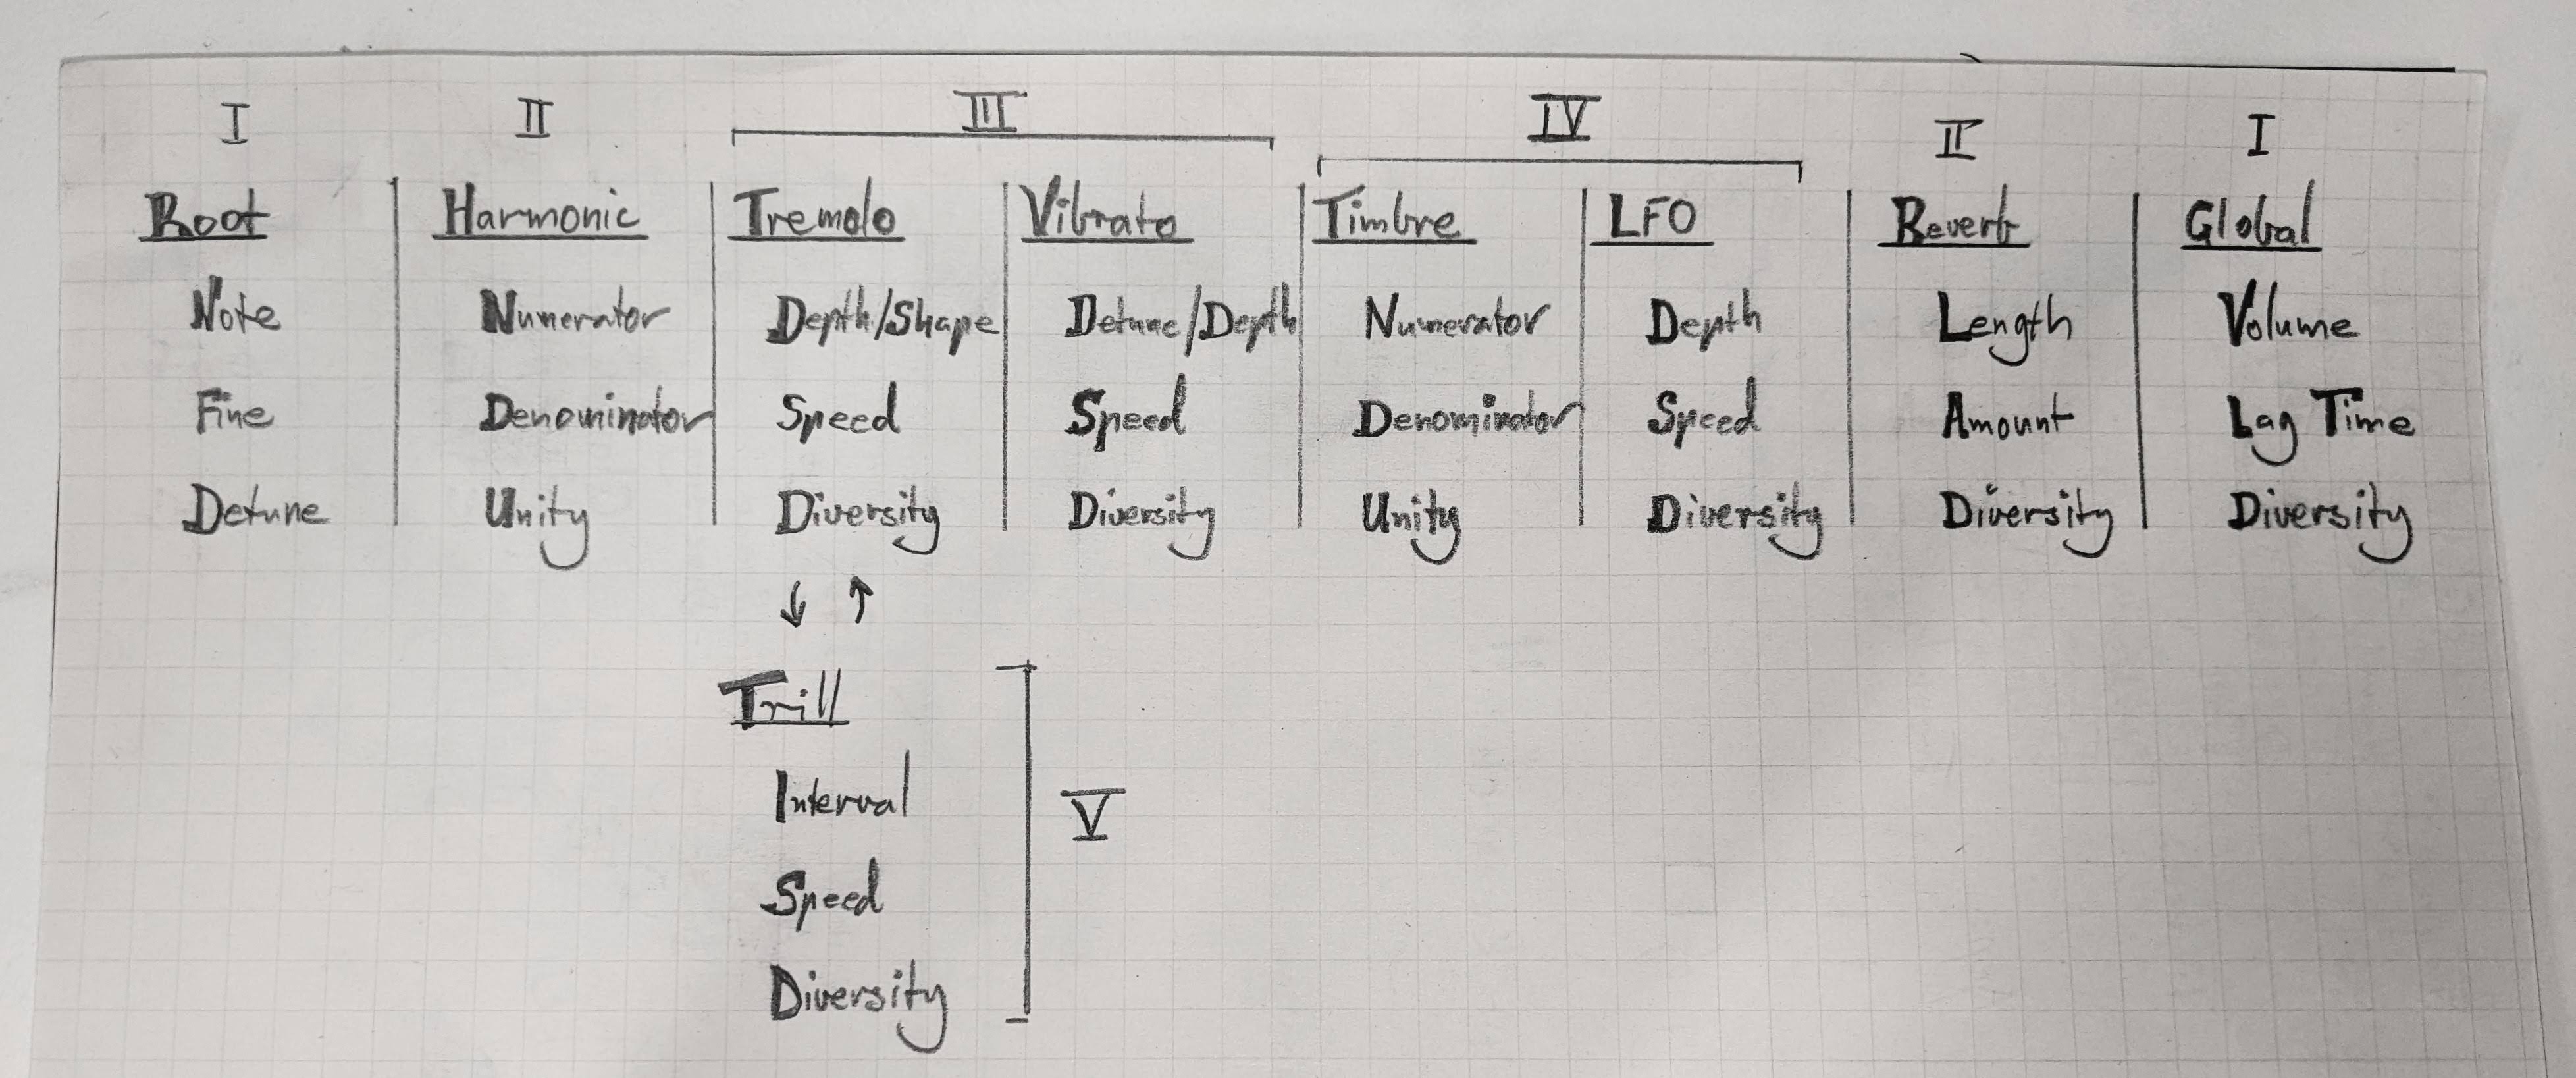 I II III IV II I
Root Harmonic Tremolo Vibrato Timbre LFO Reverb Global
Note Numerator Depth/Shape Detune/Depth Numerator Depth Length Volume
Fine Denominator Speed Speed Denominator Speed Amount Lag Time
Detune Unity Diversity Diversity Unity Diversity Diversity Diversity
↓ ↑
Trill
Interval
V
Speed
Diversity